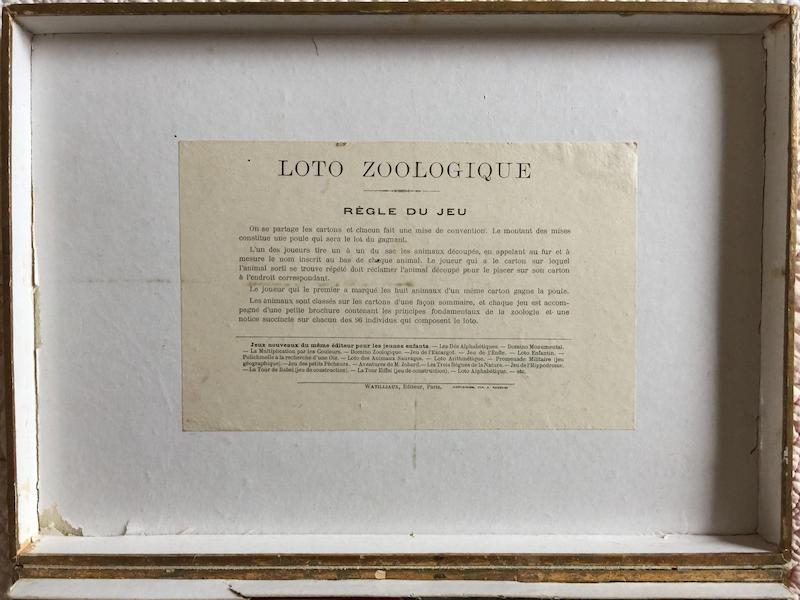 LOTO ZOOLOGIQUE
RÈGLE DU JEU
On se partage les cartons et chacun fait une mise de convention. Le montant des mises
constitue une poule qui sera le lot du gagnant.
L'un des joueurs tire un à un du sac les animaux découpés, en appelant au fur et à
mesure le nom inscrit au bas de chaque animal. Le joueur qui a le carton sur lequel
l'animal sorti se trouve répété doit réclamer l'animal découpé pour le placer sur son carton
à l'endroit correspondant.
Le joueur qui le premier a marqué les huit animaux d'un même carton gagne la poule.
Les animaux sont classés sur les cartons d'une façon sommaire, et chaque jeu est accom-
pagné d'une petite brochure contenant les principes fondamentaux de la zoologie et une
notice succincte sur chacun des 96 individus qui composent le loto.
Jeux nouveaux du même éditeur pour les jeunes enfants. — Les Dés Alphabétiques. — Domino Monumental.
— La Multiplication par les Couleurs. — Domino Zoologique. — Jeu de l'Escargot. — Jeu de l'Enfle. — Loto Enfantin. —
Polichinelle à la recherche d'une Oie. — Loto des Animaux Sauvages. — Loto Arithmétique. — Promenade Militaire (jeu
géographique). — Jeu des petits Pêcheurs. — Aventures de M. Jobard. — Les Trois Règnes de la Nature. — Jeu de l'Hippodrome.
— La Tour de Babel (jeu de construction). — La Tour Eiffel (jeu de construction). — Loto Alphabétique. — etc.
WATILLIAUX, Éditeur, Paris.